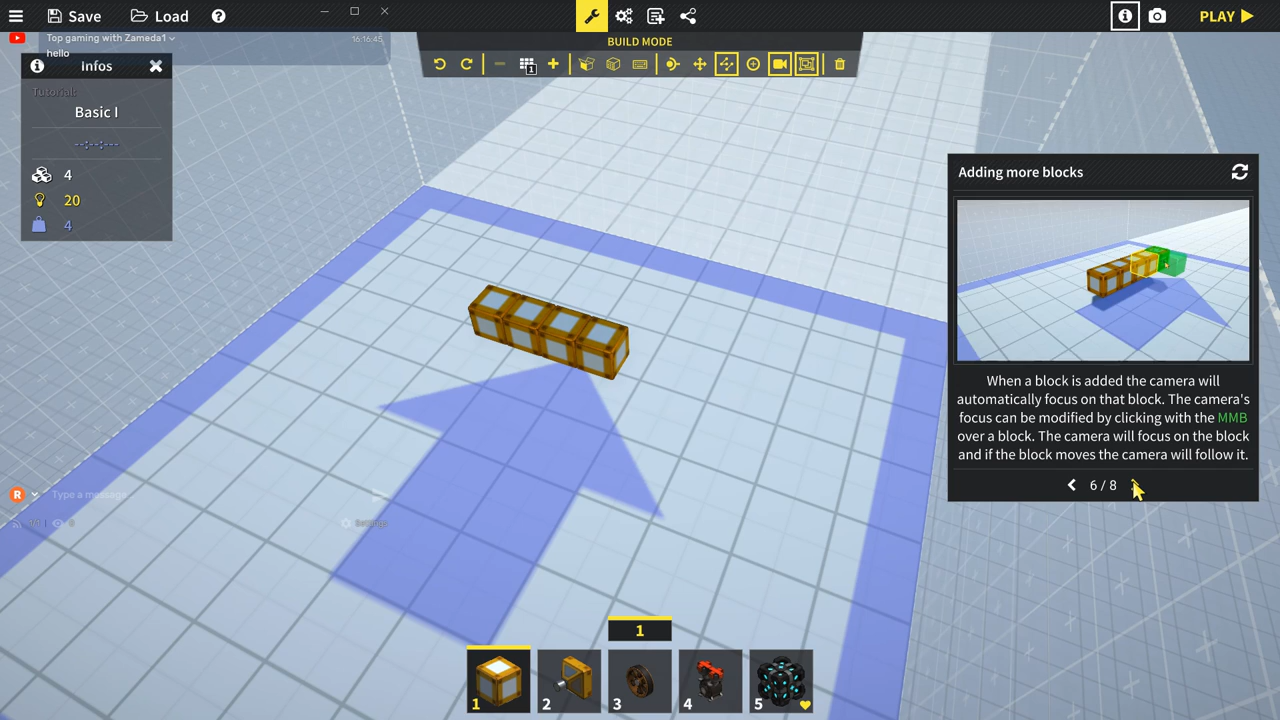 Save
Load
PLAY
Top gaming with Zameda1
16:16:45
hello
BUILD MODE
1
Infos
Tutorial:
Basic I
--:--:---
4
20
4
Adding more blocks
When a block is added the camera will
automatically focus on that block. The camera's
focus can be modified by clicking with the MMB
over a block. The camera will focus on the block
and if the block moves the camera will follow it.
6 / 8
R
Type a message
Settings
1
1
2
3
4
5